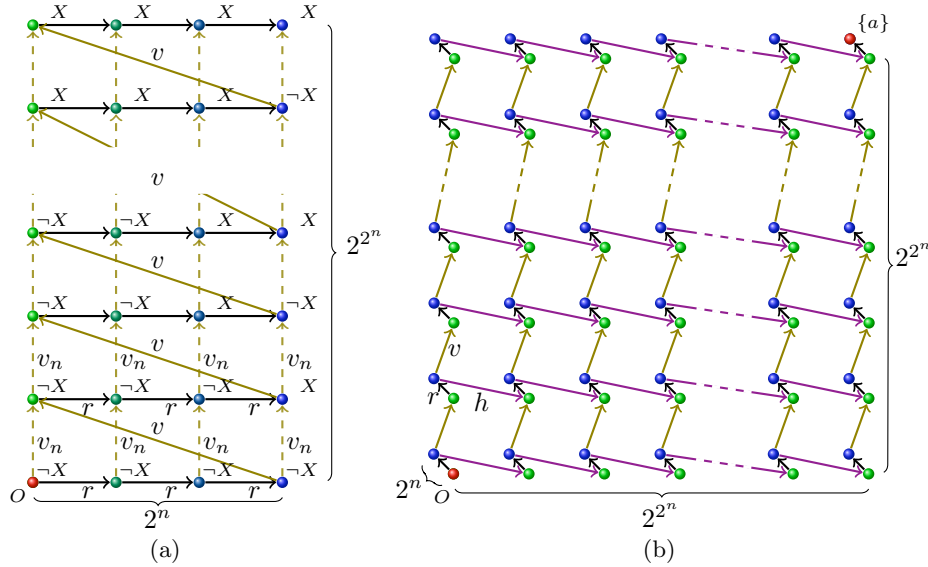 X X X X
v
X X X ¬X
v
¬X ¬X X X
v
¬X ¬X X ¬X
v
v_n v_n v_n v_n
¬X ¬X ¬X X
r r r
v
v_n v_n v_n v_n
¬X ¬X ¬X ¬X
O r r r
2^n
2^{2^n}
(a)
{a}
2^{2^n}
v
r h
2^n O
2^{2^n}
(b)